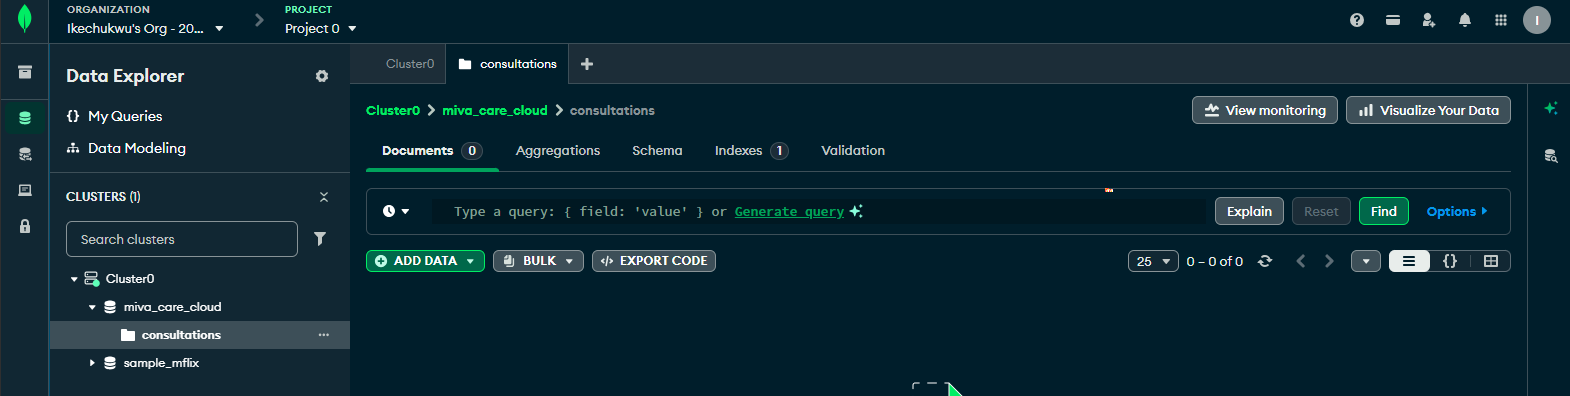 ORGANIZATION
Ikechukwu's Org - 20...
PROJECT
Project 0
I
Data Explorer
My Queries
Data Modeling
CLUSTERS (1)
Search clusters
Cluster0
miva_care_cloud
consultations
sample_mflix
Cluster0 consultations
Cluster0 > miva_care_cloud > consultations
View monitoring Visualize Your Data
Documents 0 Aggregations Schema Indexes 1 Validation
Type a query: { field: 'value' } or Generate query
Explain Reset Find Options
ADD DATA BULK EXPORT CODE
25 0 – 0 of 0